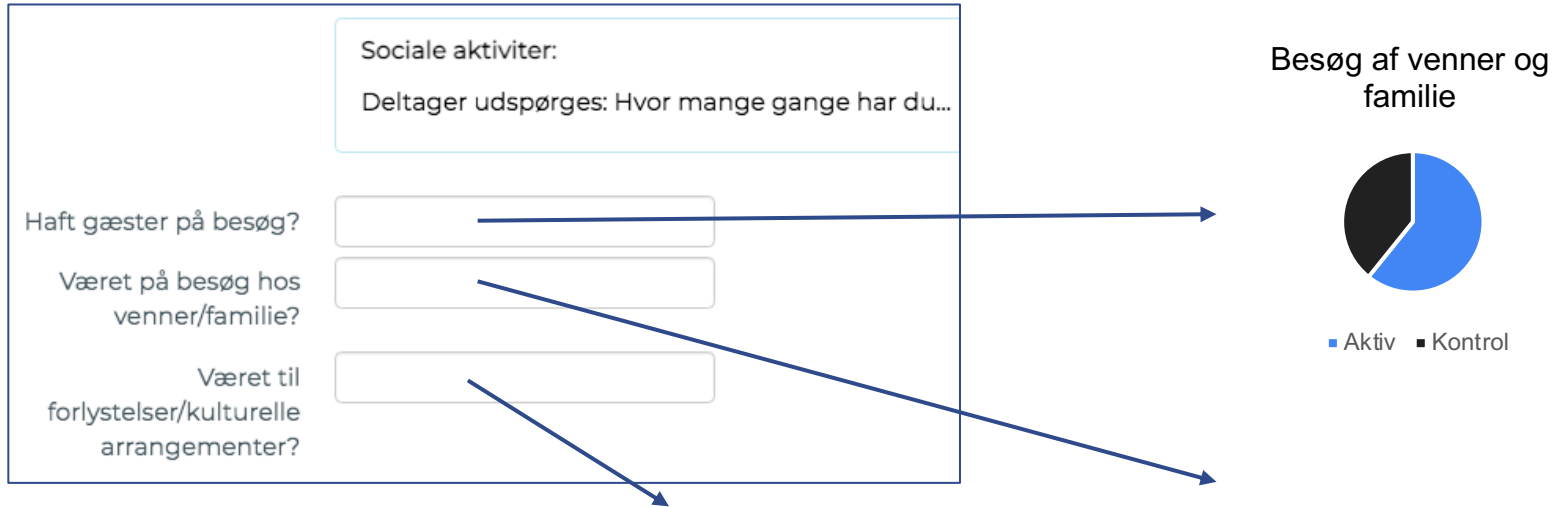 Sociale aktiviter:
Deltager udspørges: Hvor mange gange har du...
Haft gæster på besøg?
Været på besøg hos
venner/familie?
Været til
forlystelser/kulturelle
arrangementer?
Besøg af venner og
familie
Aktiv Kontrol